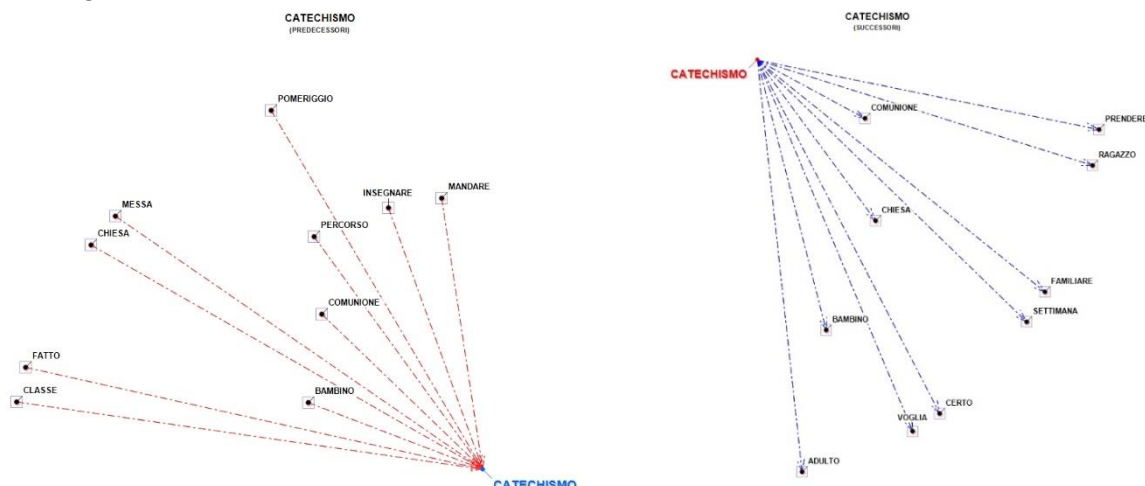 CATECHISMO
(PREDECESSORI)
POMERIGGIO
INSEGNARE
MANDARE
MESSA
CHIESA
PERCORSO
COMUNIONE
FATTO
CLASSE
BAMBINO
CATECHISMO
CATECHISMO
(SUCCESSORI)
CATECHISMO
COMUNIONE
PRENDERE
RAGAZZO
CHIESA
FAMILIARE
SETTIMANA
BAMBINO
CERTO
VOGLIA
ADULTO